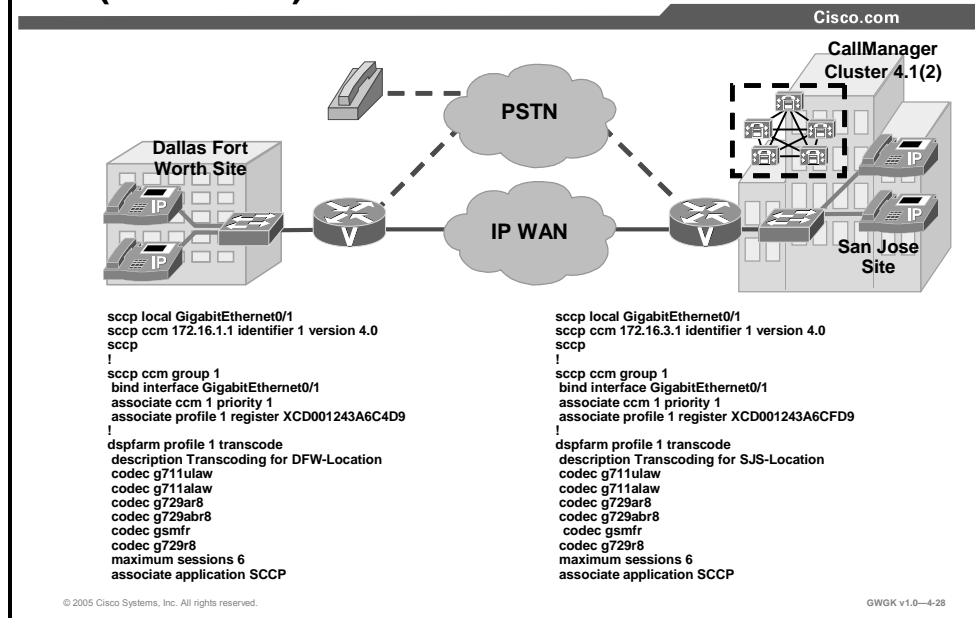 Cisco.com
CallManager
Cluster 4.1(2)
PSTN
Dallas Fort
Worth Site
IP
IP
IP
IP
V
IP WAN
V
San Jose
Site
sccp local GigabitEthernet0/1
sccp ccm 172.16.1.1 identifier 1 version 4.0
sccp
!
sccp ccm group 1
bind interface GigabitEthernet0/1
associate ccm 1 priority 1
associate profile 1 register XCD001243A6C4D9
!
dspfarm profile 1 transcode
description Transcoding for DFW-Location
codec g711ulaw
codec g711alaw
codec g729ar8
codec g729abr8
codec gsmfr
codec g729r8
maximum sessions 6
associate application SCCP
sccp local GigabitEthernet0/1
sccp ccm 172.16.3.1 identifier 1 version 4.0
sccp
!
sccp ccm group 1
bind interface GigabitEthernet0/1
associate ccm 1 priority 1
associate profile 1 register XCD001243A6CFD9
!
dspfarm profile 1 transcode
description Transcoding for SJS-Location
codec g711ulaw
codec g711alaw
codec g729ar8
codec g729abr8
codec gsmfr
codec g729r8
maximum sessions 6
associate application SCCP
© 2005 Cisco Systems, Inc. All rights reserved.
GWGK v1.0—4-28